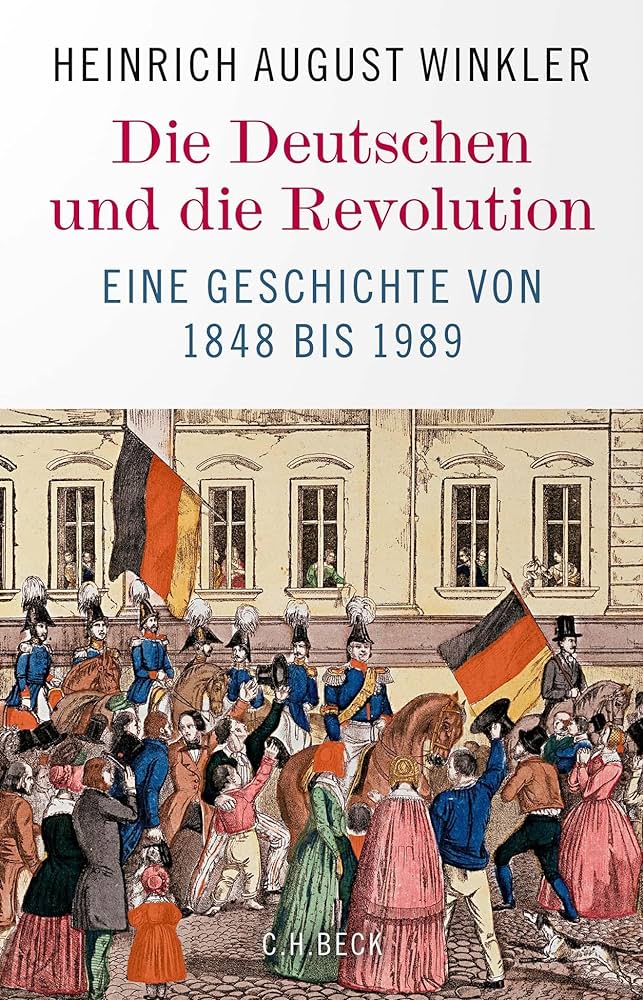 HEINRICH AUGUST WINKLER
Die Deutschen
und die Revolution
EINE GESCHICHTE VON
1848 BIS 1989
C.H.BECK